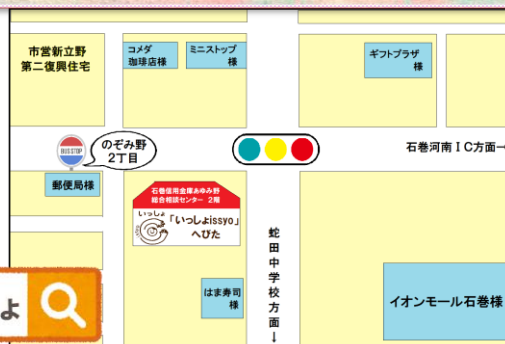 市営新立野
第二復興住宅
コメダ
珈琲店様
ミニストップ
様
ギフトプラザ
様
BUS STOP
のぞみ野
2丁目
石巻河南IC方面→
郵便局様
石巻信用金庫あゆみ野
総合相談センター 2階
いっしょ
「いっしょissyo」
へびた
蛇田中学校方面↓
はま寿司
様
イオンモール石巻様
ょ